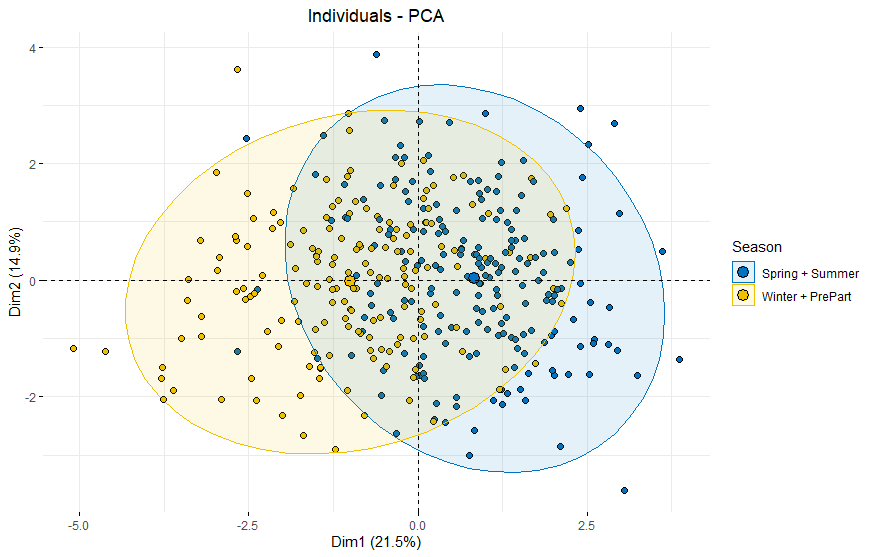 Individuals - PCA
4
2
0
-2
Dim2 (14.9%)
-5.0
-2.5
0.0
2.5
Dim1 (21.5%)
Season
Spring + Summer
Winter + PrePart